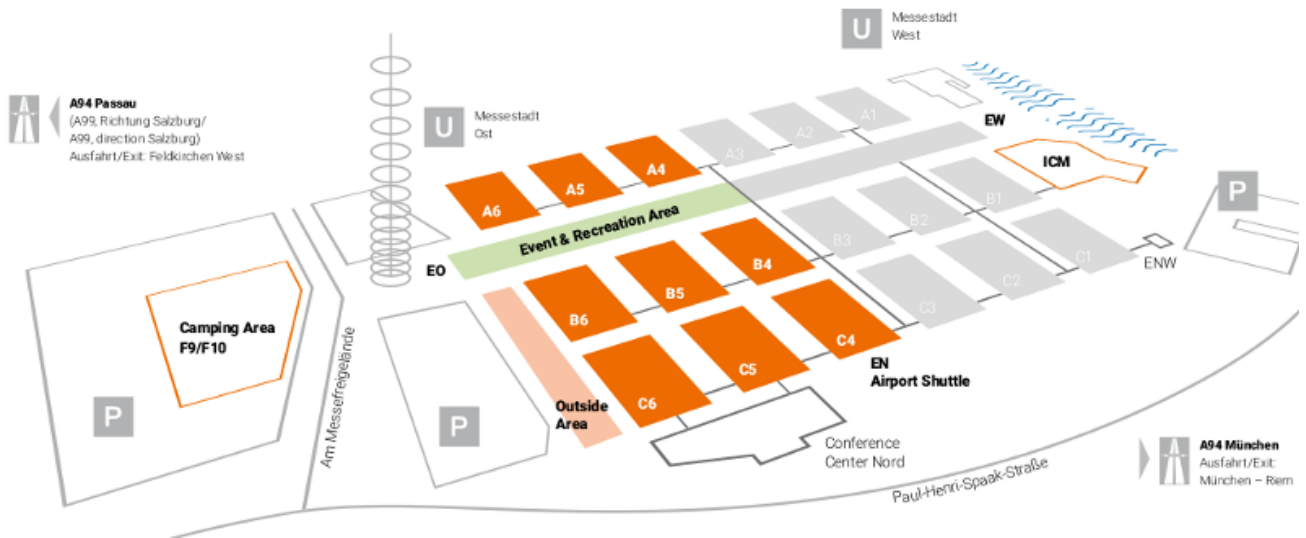 U
Messestadt
West
A94 Passau
(A99, Richtung Salzburg/
A99, direction Salzburg)
Ausfahrt/Exit: Feldkirchen West
U
Messestadt
Ost
A1
A2
A3
A4
A5
A6
EW
ICM
P
Event & Recreation Area
EO
B1
B2
B3
B4
B5
B6
C1
C2
C3
C4
C5
C6
ENW
Camping Area
F9/F10
P
Am Messefreigelände
P
Outside
Area
EN
Airport Shuttle
Conference
Center Nord
Paul-Henri-Spaak-Straße
A94 München
Ausfahrt/Exit:
München – Riem